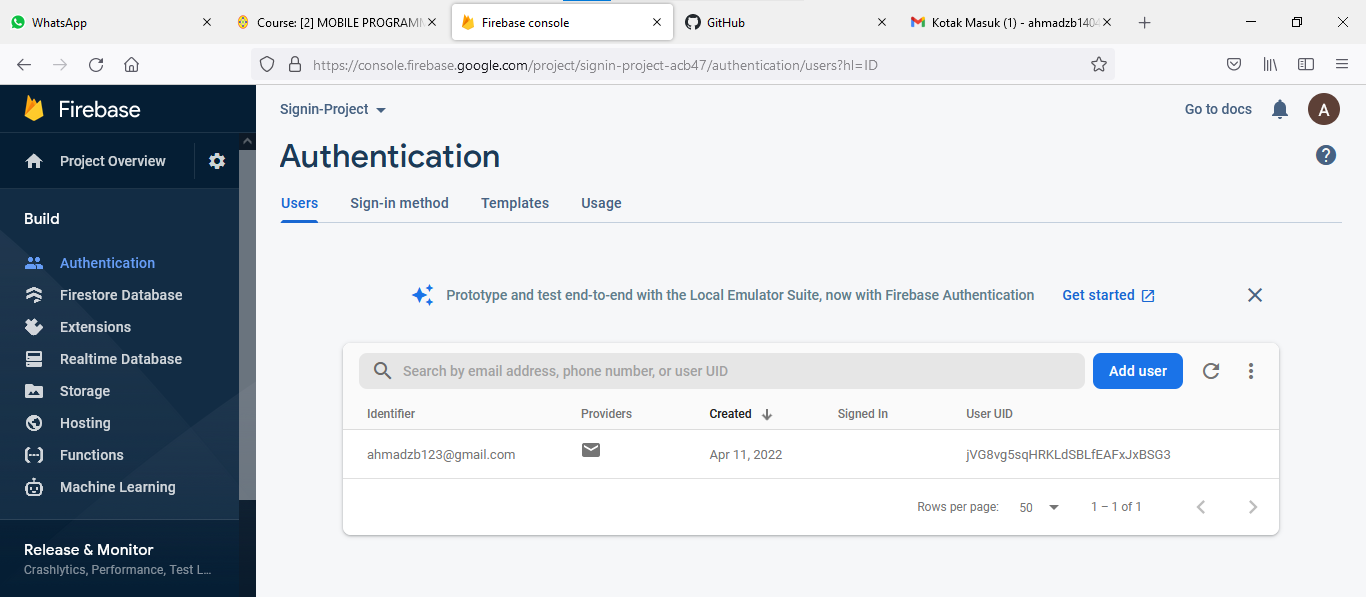 WhatsApp
Course: [2] MOBILE PROGRAMM
Firebase console
GitHub
Kotak Masuk (1) - ahmadzb1404
https://console.firebase.google.com/project/signin-project-acb47/authentication/users?hl=ID
Firebase
Signin-Project
Go to docs
A
Project Overview
Authentication
?
Users Sign-in method Templates Usage
Build
Authentication
Firestore Database
Extensions
Realtime Database
Storage
Hosting
Functions
Machine Learning
Release & Monitor
Crashlytics, Performance, Test L...
Prototype and test end-to-end with the Local Emulator Suite, now with Firebase Authentication Get started
Search by email address, phone number, or user UID
Add user
Identifier Providers Created Signed In User UID
ahmadzb123@gmail.com Apr 11, 2022 jVG8vg5sqHRKLdSBLfEAFxJxBSG3
Rows per page: 50 1 – 1 of 1